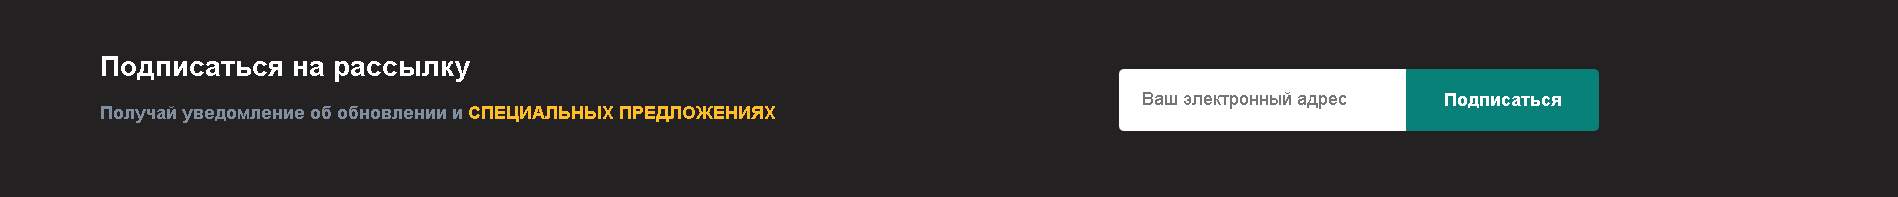 Подписаться на рассылку
Получай уведомление об обновлении и СПЕЦИАЛЬНЫХ ПРЕДЛОЖЕНИЯХ
Ваш электронный адрес
Подписаться